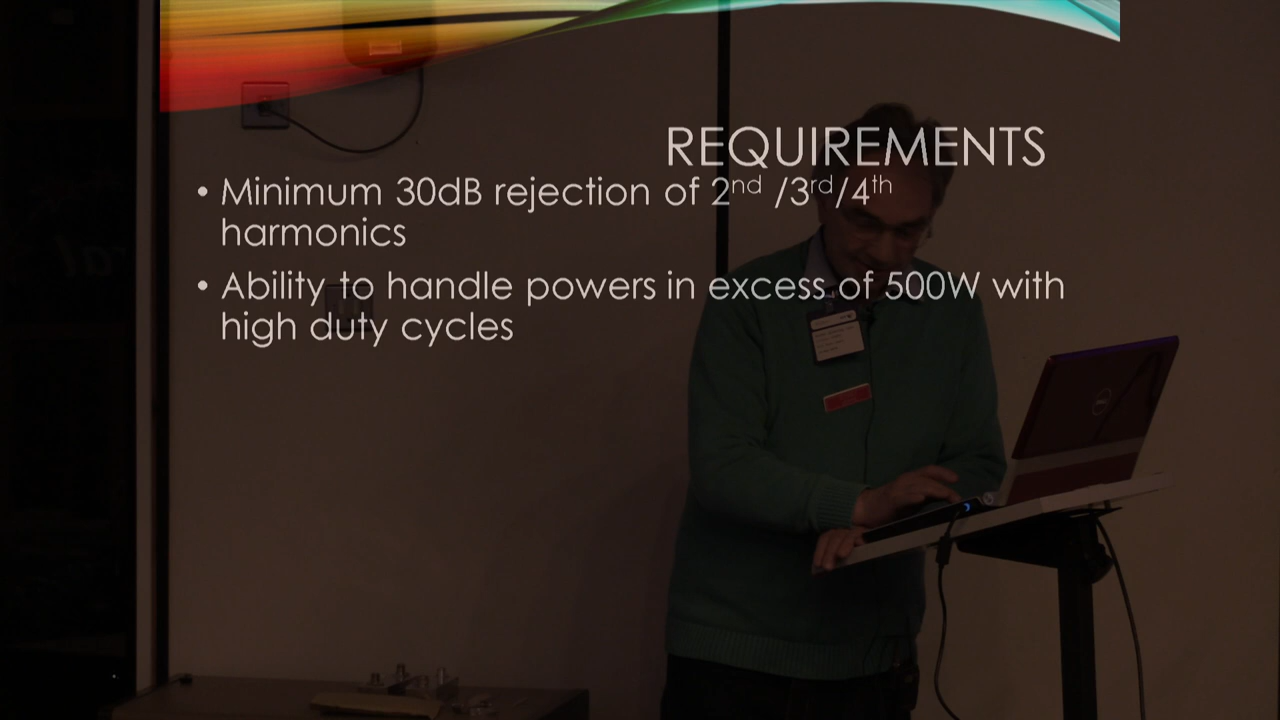 REQUIREMENTS
• Minimum 30dB rejection of 2nd /3rd/4th
harmonics
• Ability to handle powers in excess of 500W with
high duty cycles
DELL